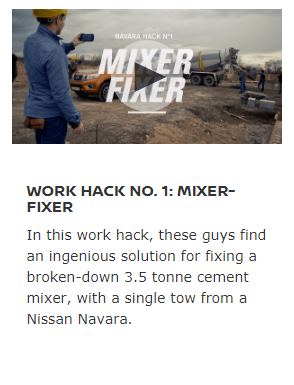 NAVARA HACK Nº1
MIXER
FIXER
WORK HACK NO. 1: MIXER-
FIXER
In this work hack, these guys find
an ingenious solution for fixing a
broken-down 3.5 tonne cement
mixer, with a single tow from a
Nissan Navara.